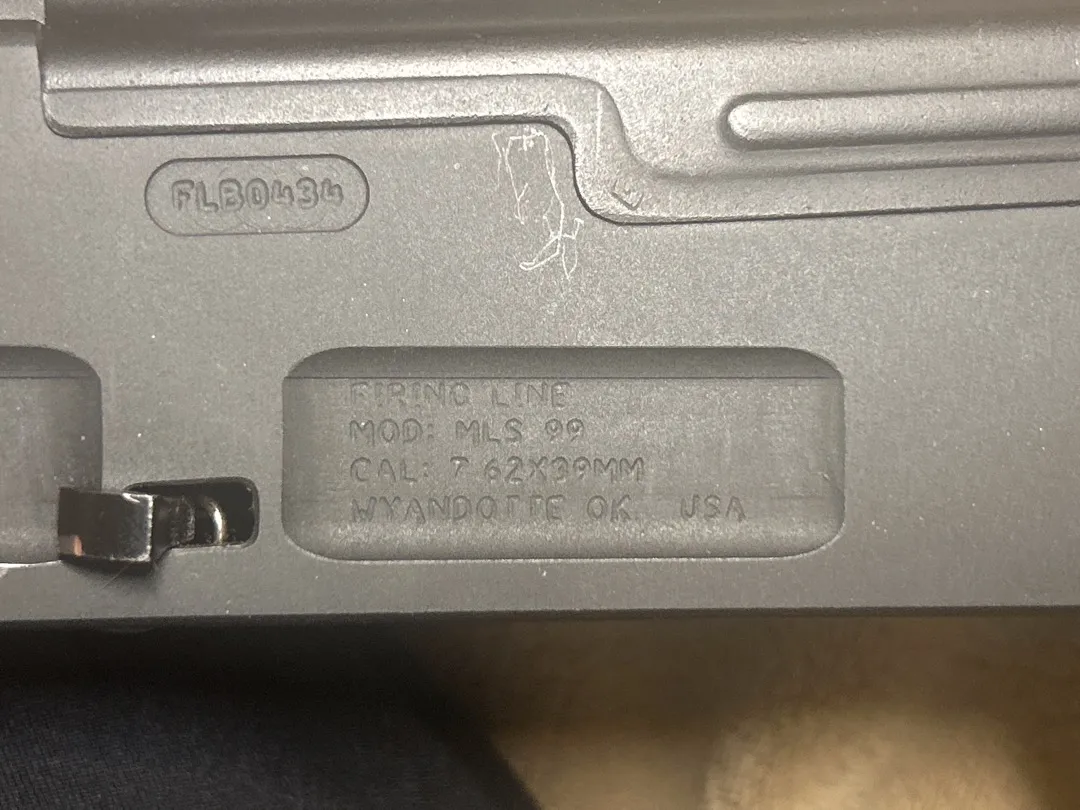 FLB0434
FIRING LINE
MOD: MLS 99
CAL: 7.62X39MM
WYANDOTTE OK. USA